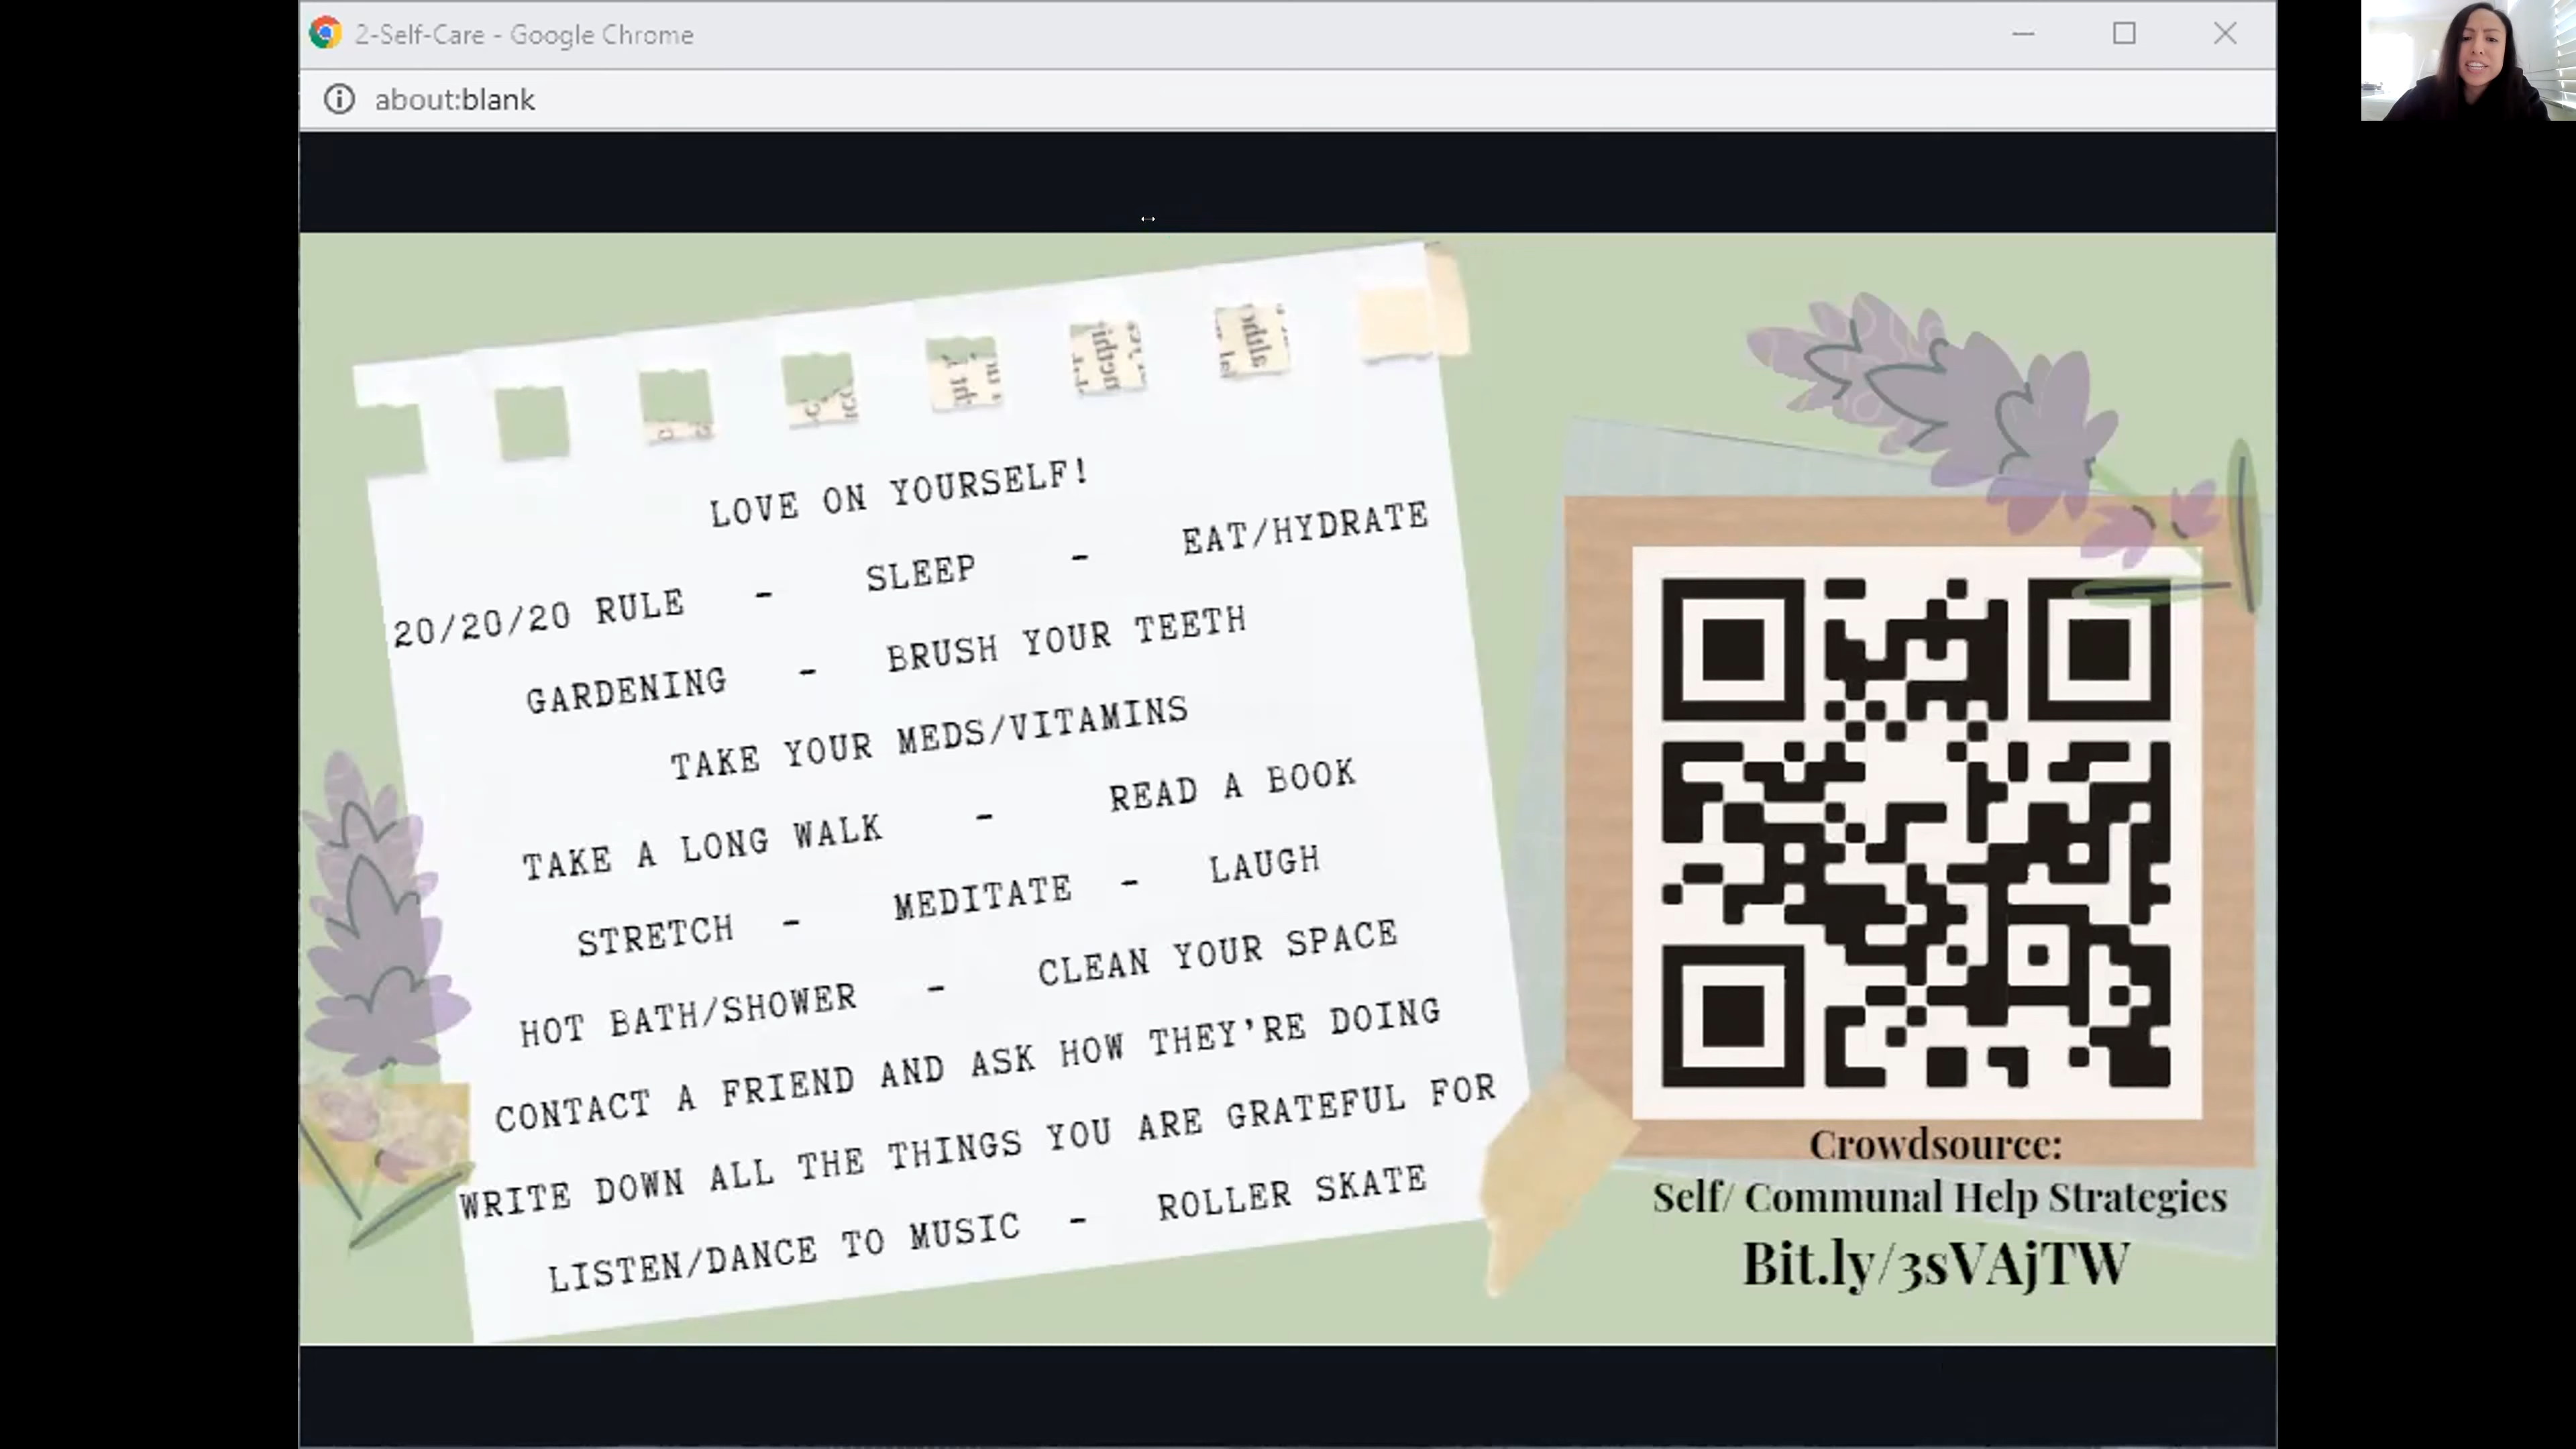 2-Self-Care - Google Chrome
about:blank
LOVE ON YOURSELF!
20/20/20 RULE - SLEEP - EAT/HYDRATE
GARDENING - BRUSH YOUR TEETH
TAKE YOUR MEDS/VITAMINS
TAKE A LONG WALK - READ A BOOK
STRETCH - MEDITATE - LAUGH
HOT BATH/SHOWER - CLEAN YOUR SPACE
CONTACT A FRIEND AND ASK HOW THEY'RE DOING
WRITE DOWN ALL THE THINGS YOU ARE GRATEFUL FOR
LISTEN/DANCE TO MUSIC - ROLLER SKATE
Crowdsource:
Self/ Communal Help Strategies
Bit.ly/3sVAjTW